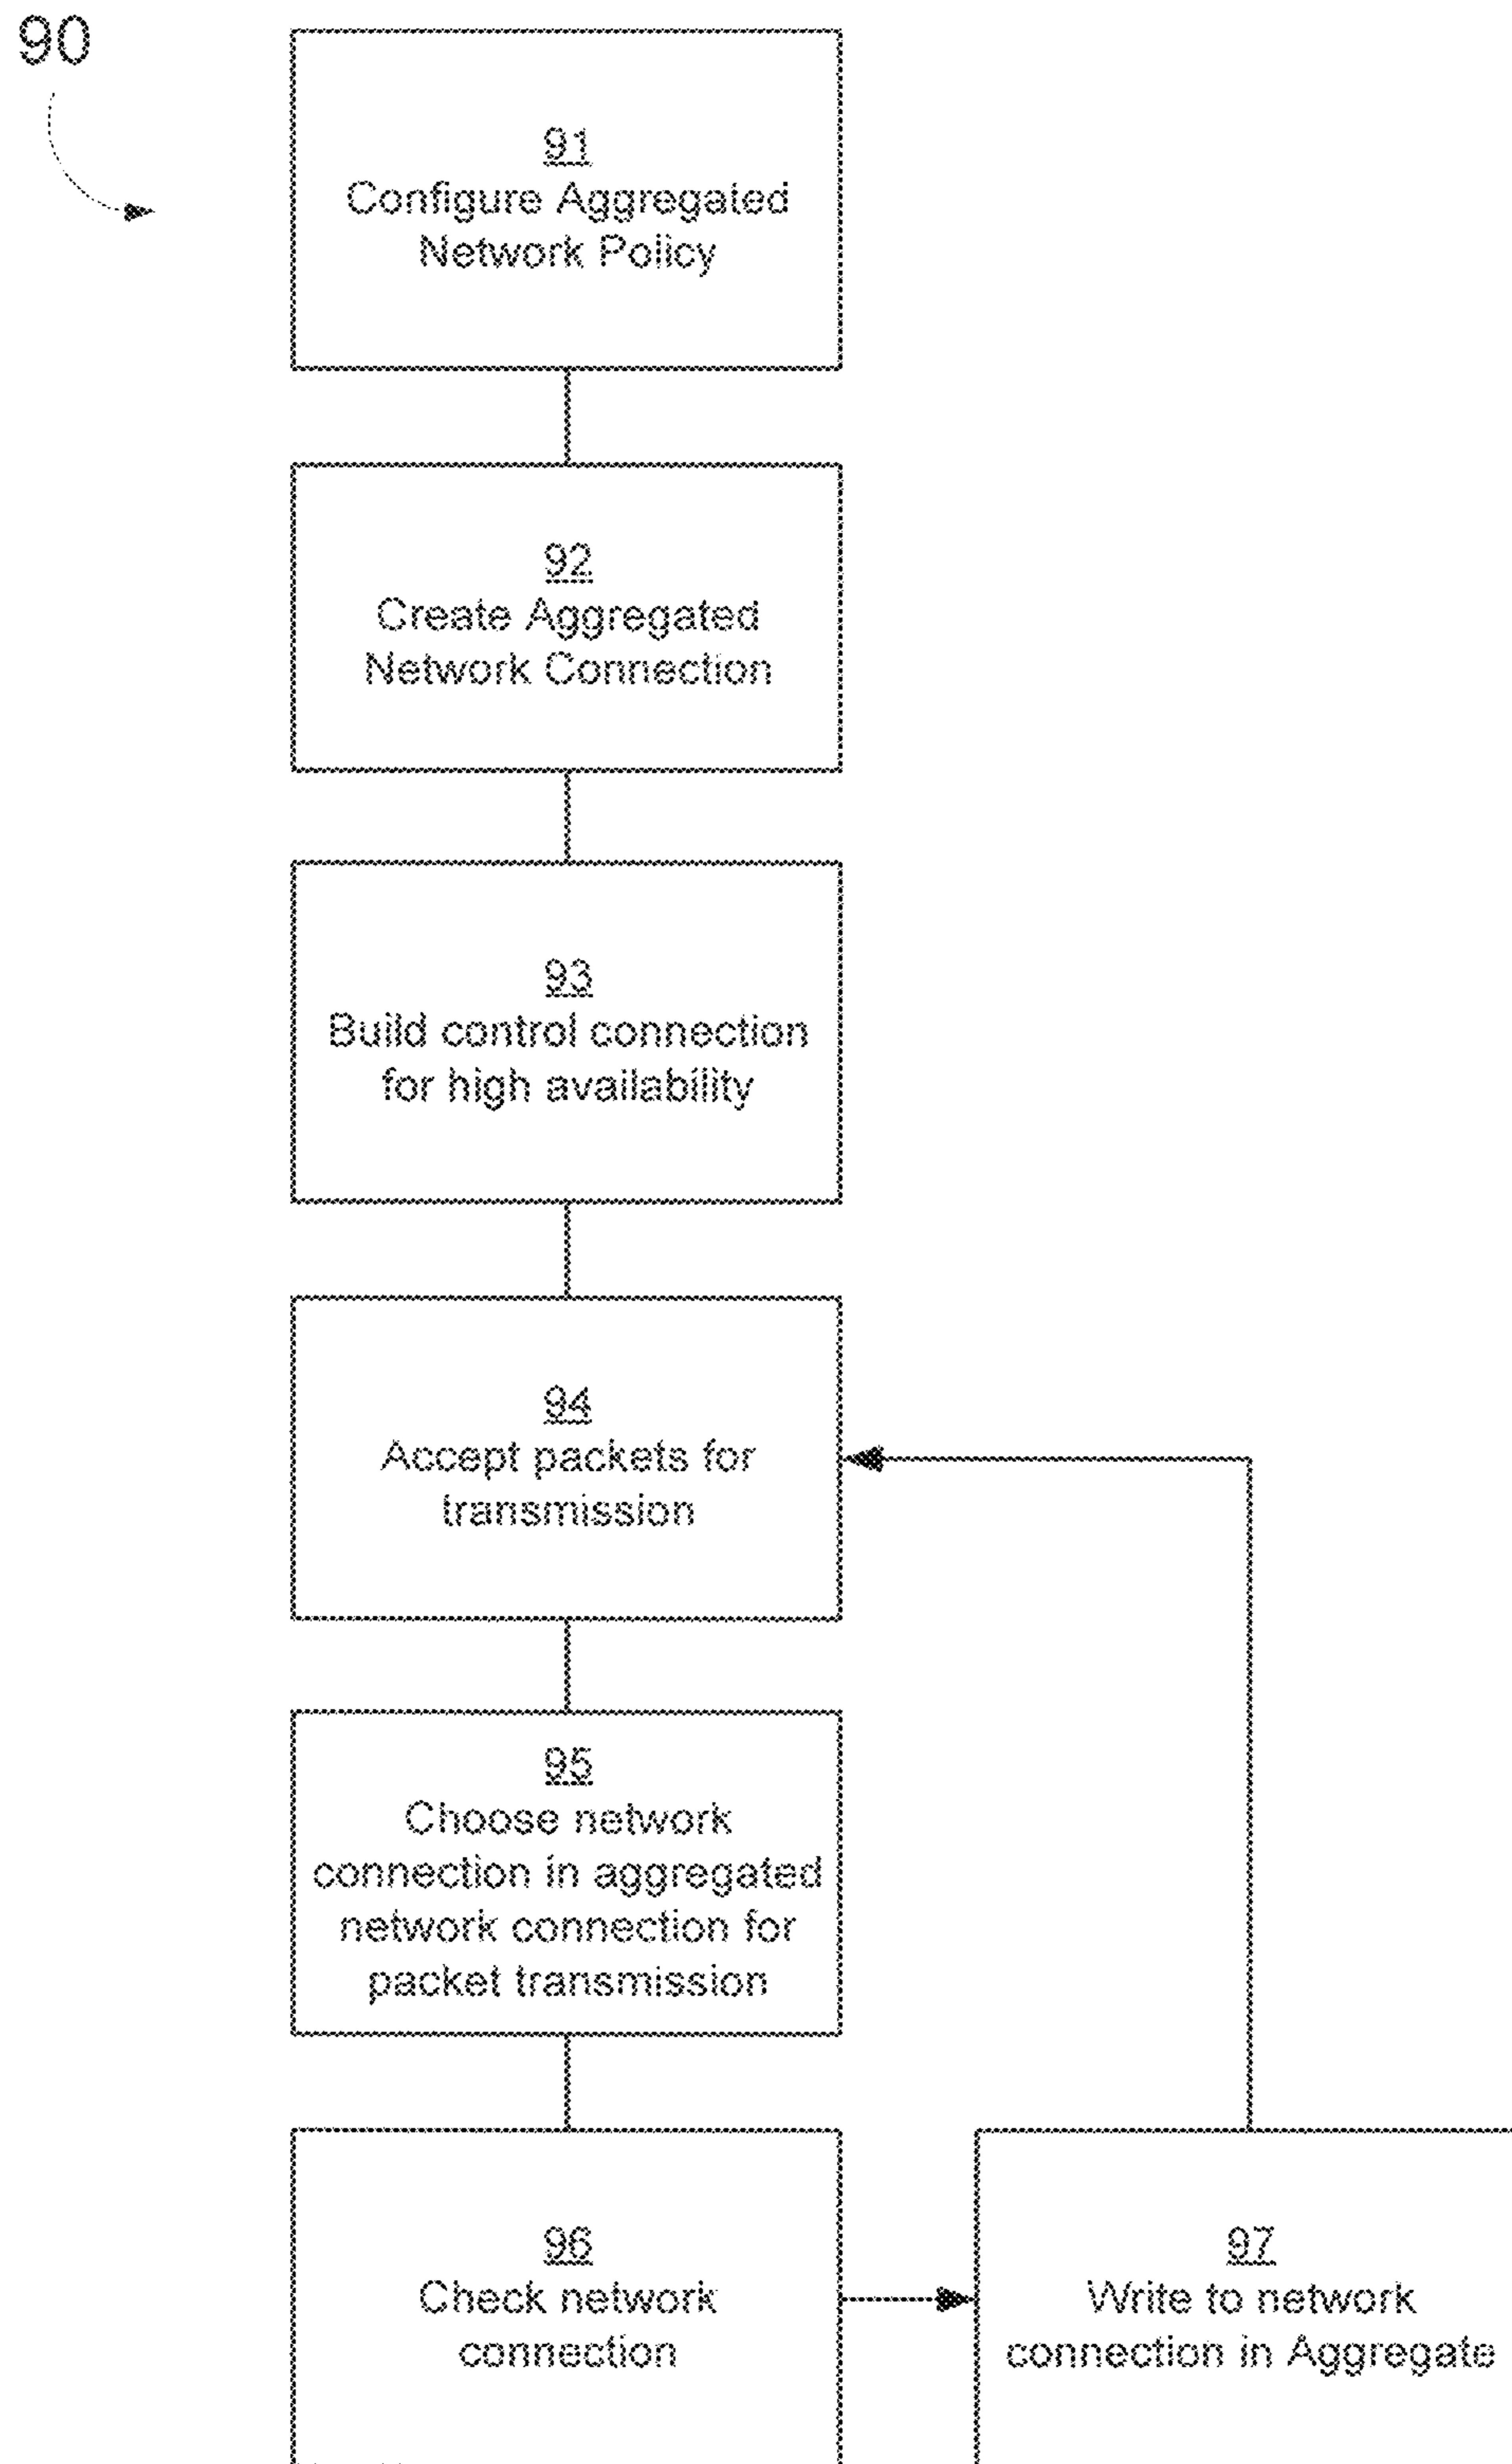 90
91
Configure Aggregated
Network Policy
92
Create Aggregated
Network Connection
93
Build control connection
for high availability
94
Accept packets for
transmission
95
Choose network
connection in aggregated
network connection for
packet transmission
96
Check network
connection
97
Write to network
connection in Aggregate